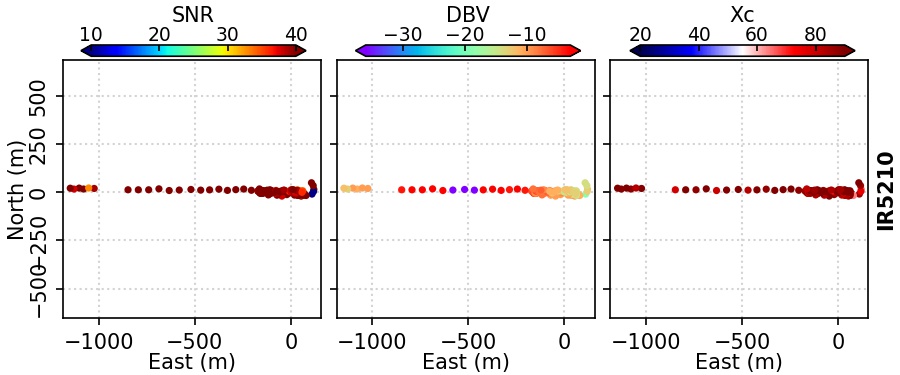 SNR DBV Xc
10 20 30 40 −30 −20 −10 20 40 60 80
North (m)
500
250
0
−250
−500
IR5210
−1000 −500 0 −1000 −500 0 −1000 −500 0
East (m) East (m) East (m)